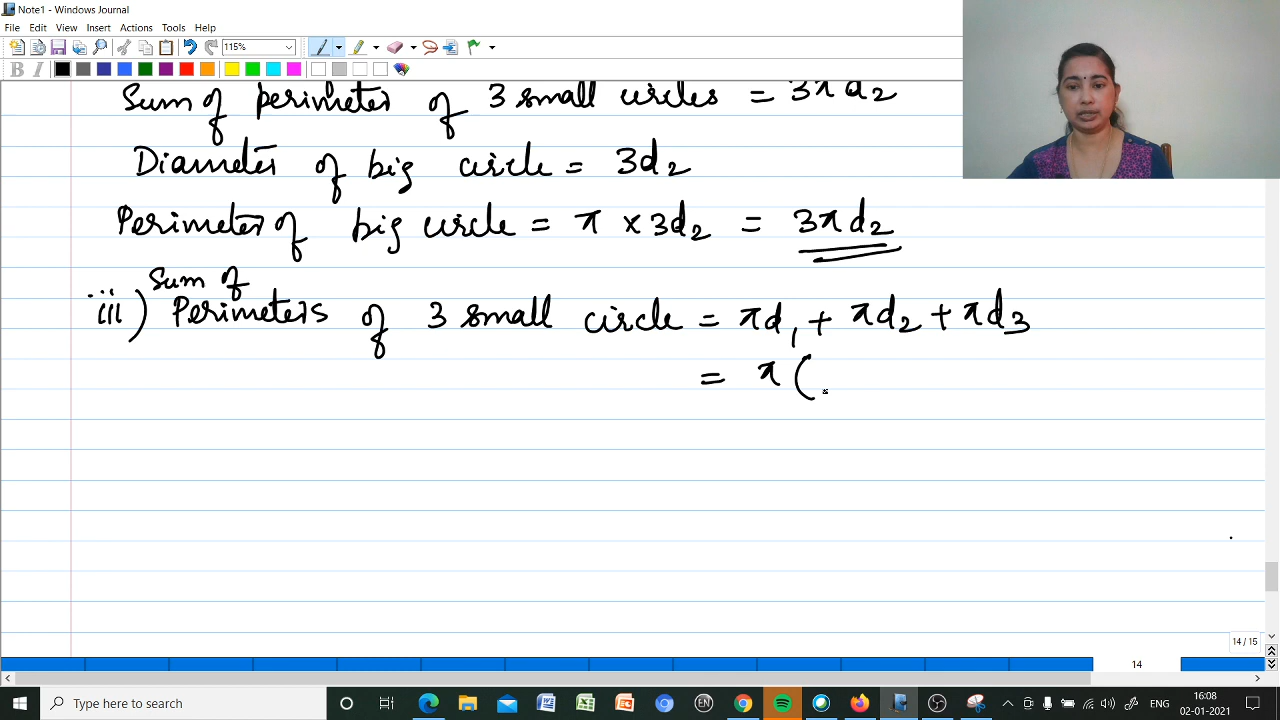 Note1 - Windows Journal
File Edit View Insert Actions Tools Help
115%
B I
Sum of perimeter of 3 small circles = 3πd2
Diameter of big circle = 3d2
Perimeter of big circle = π × 3d2 = 3πd2
Sum of
iii) Perimeters of 3 small circle = πd1 + πd2 + πd3
= π (
14 / 15
14
Type here to search
EN
ENG
16:08
02-01-2021